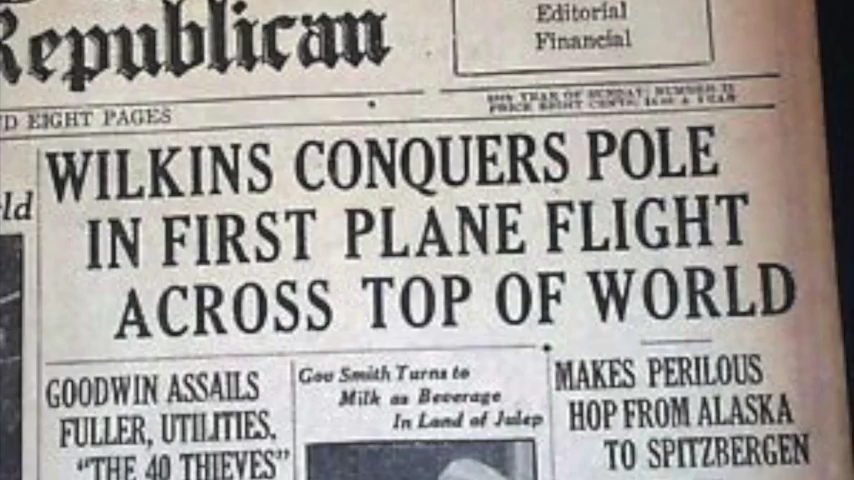 Republican
Editorial
Financial
EIGHT PAGES
WILKINS CONQUERS POLE
IN FIRST PLANE FLIGHT
ACROSS TOP OF WORLD
GOODWIN ASSAILS
FULLER, UTILITIES,
"THE 40 THIEVES"
Gov Smith Turns to
Milk as Beverage
In Land of Julep
MAKES PERILOUS
HOP FROM ALASKA
TO SPITZBERGEN